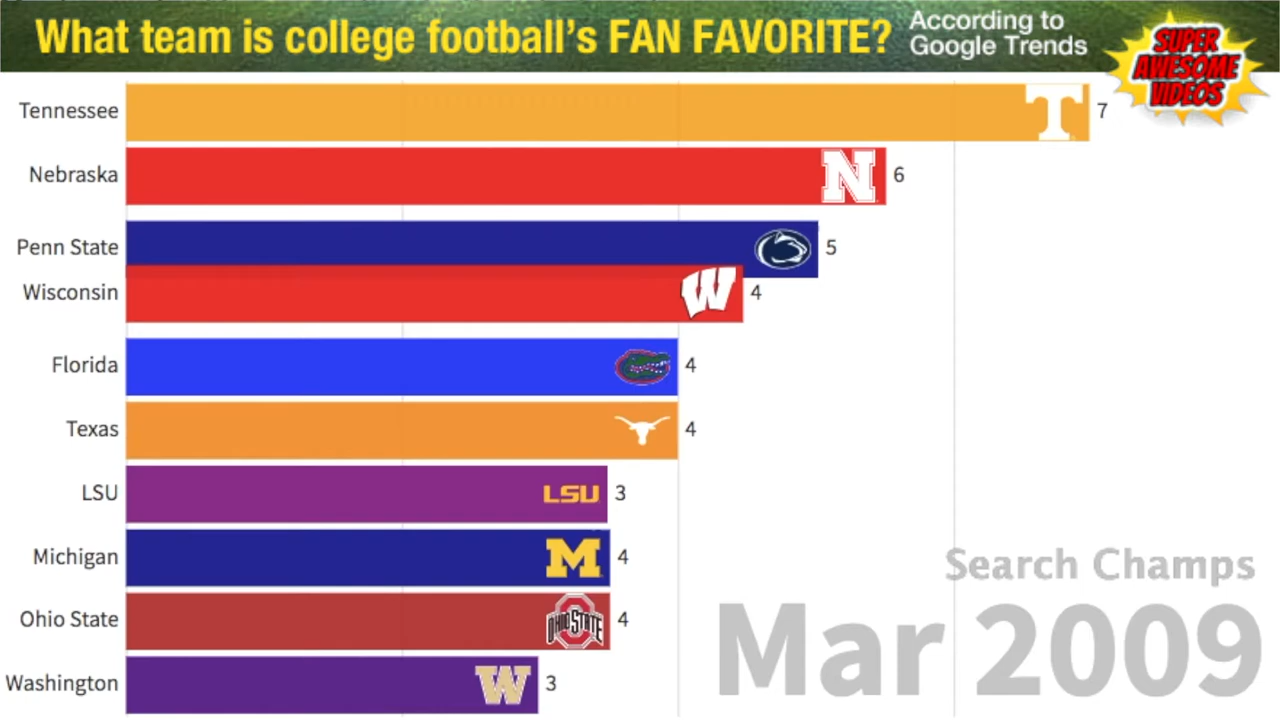 What team is college football's FAN FAVORITE?
According to
Google Trends
SUPER
AWESOME
VIDEOS
Tennessee T 7
Nebraska N 6
Penn State 5
Wisconsin W 4
Florida 4
Texas 4
LSU LSU 3
Michigan M 4
Ohio State OHIO STATE 4
Washington W 3
Search Champs
Mar 2009